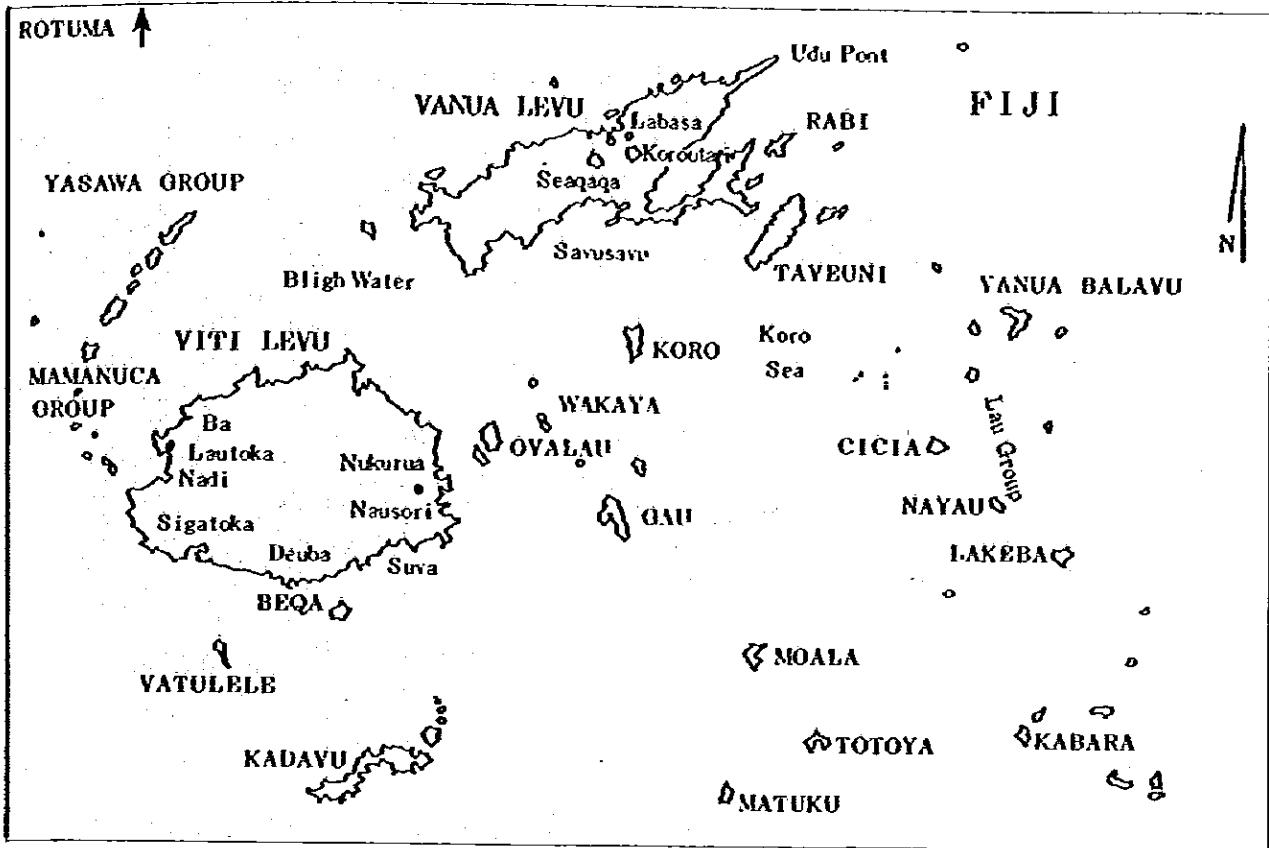 ROTUMA
Udu Pont
FIJI
VANUA LEVU
Labasa
RABI
Koroutari
YASAWA GROUP
Seaqaqa
N
Savusavu
Bligh Water
TAVEUNI
VANUA BALAVU
VITI LEVU
Koro
Sea
KORO
MAMANUCA
GROUP
WAKAYA
Lau Group
Ba
OVALAU
CICIA
Lautoka
Nukurua
Nadi
NAYAU
Nausori
GAU
Sigatoka
Deuba
Suva
LAKEBA
BEQA
MOALA
VATULELE
KADAVU
TOTOYA
KABARA
MATUKU